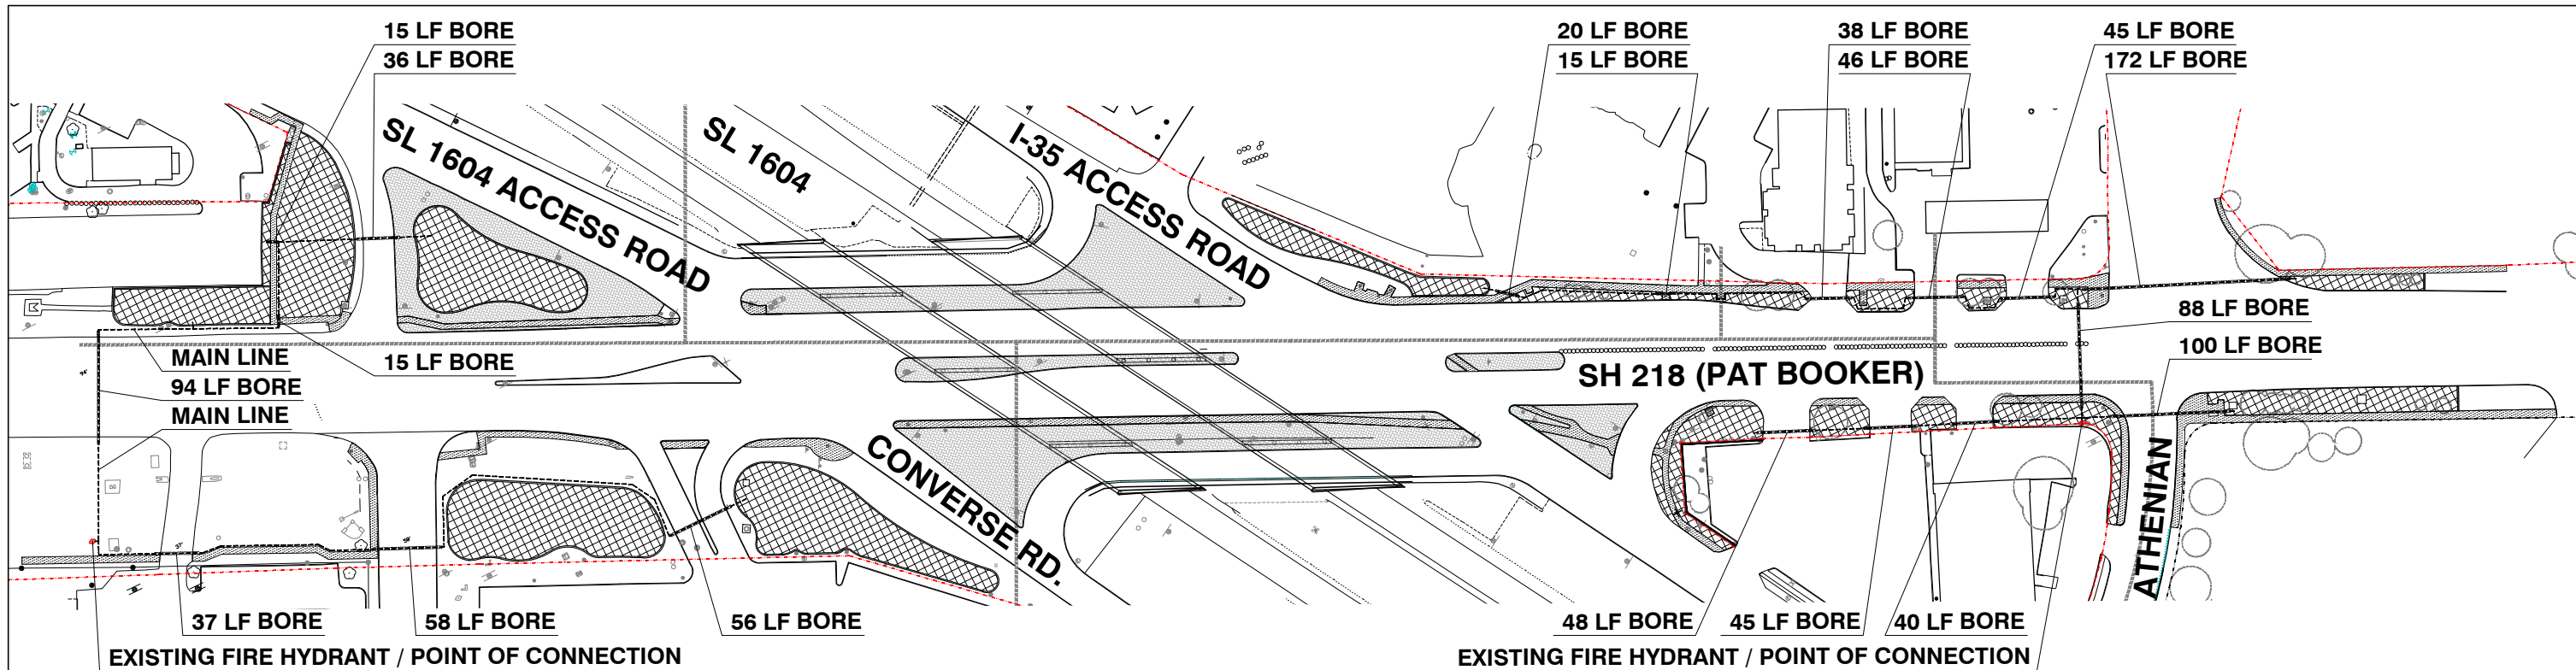 15 LF BORE
36 LF BORE
20 LF BORE
15 LF BORE
38 LF BORE
46 LF BORE
45 LF BORE
172 LF BORE
SL 1604 ACCESS ROAD
SL 1604
I-35 ACCESS ROAD
88 LF BORE
100 LF BORE
MAIN LINE
15 LF BORE
94 LF BORE
MAIN LINE
SH 218 (PAT BOOKER)
CONVERSE RD.
ATHENIAN
37 LF BORE
58 LF BORE
56 LF BORE
48 LF BORE
45 LF BORE
40 LF BORE
EXISTING FIRE HYDRANT / POINT OF CONNECTION
EXISTING FIRE HYDRANT / POINT OF CONNECTION